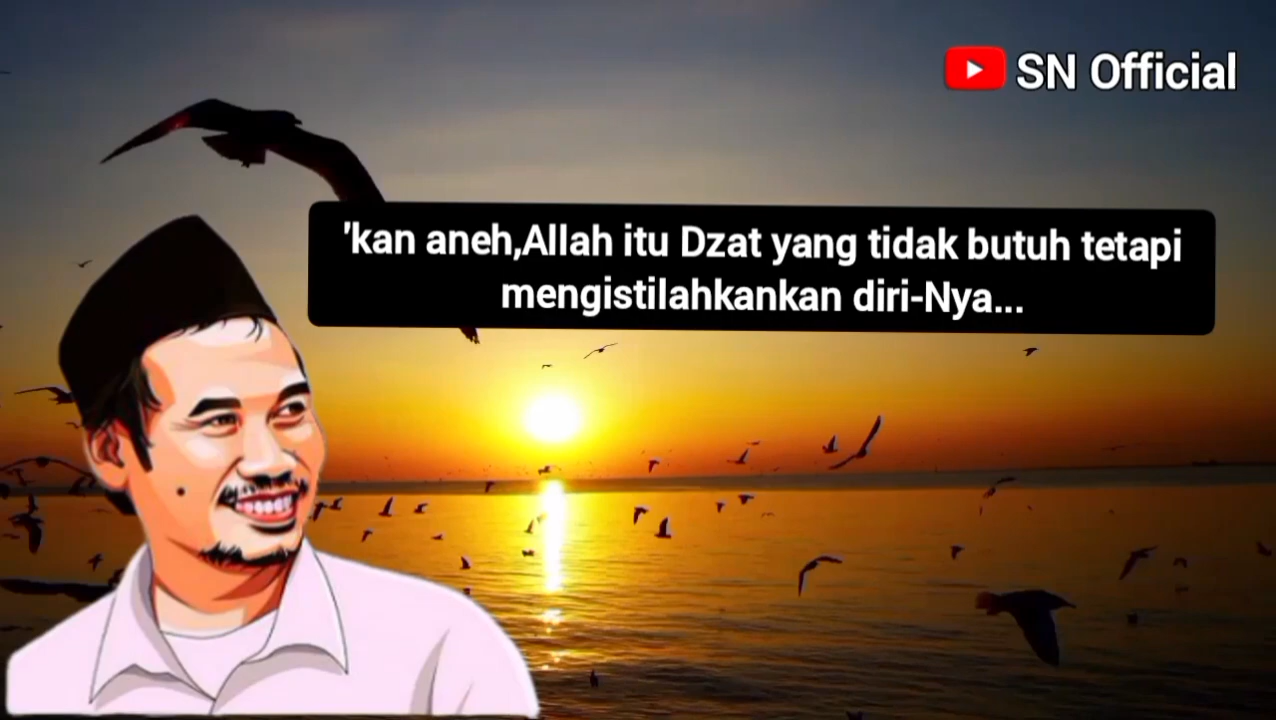 SN Official
'kan aneh,Allah itu Dzat yang tidak butuh tetapi
mengistilahkankan diri-Nya...